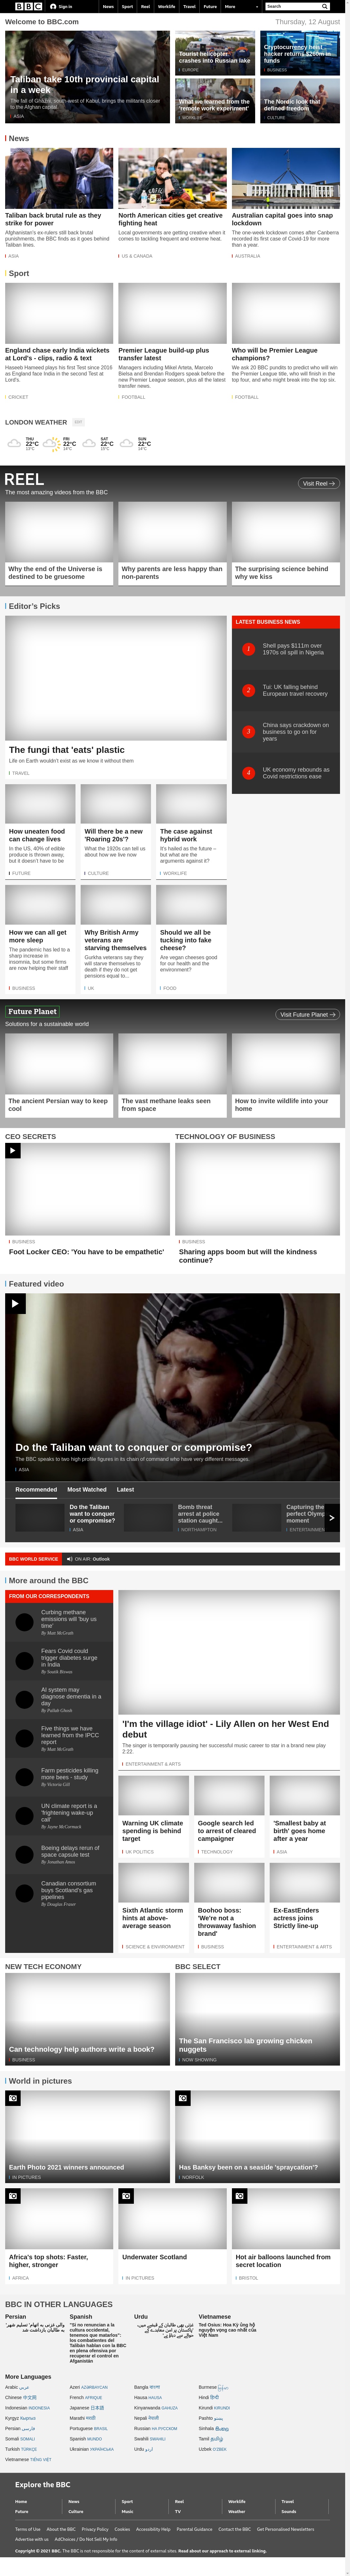 BBC
Sign in
News
Sport
Reel
Worklife
Travel
Future
More
Search
Welcome to BBC.com
Thursday, 12 August
Taliban take 10th provincial capital
in a week
The fall of Ghazni, south-west of Kabul, brings the militants closer
to the Afghan capital.
ASIA
Tourist helicopter
crashes into Russian lake
EUROPE
Cryptocurrency heist
hacker returns $260m in
funds
BUSINESS
What we learned from the
'remote work experiment'
WORKLIFE
The Nordic look that
defined freedom
CULTURE
News
Taliban back brutal rule as they
strike for power
Afghanistan's ex-rulers still back brutal
punishments, the BBC finds as it goes behind
Taliban lines.
ASIA
North American cities get creative
fighting heat
Local governments are getting creative when it
comes to tackling frequent and extreme heat.
US & CANADA
Australian capital goes into snap
lockdown
The one-week lockdown comes after Canberra
recorded its first case of Covid-19 for more
than a year.
AUSTRALIA
Sport
England chase early India wickets
at Lord's - clips, radio & text
Haseeb Hameed plays his first Test since 2016
as England face India in the second Test at
Lord's.
CRICKET
Premier League build-up plus
transfer latest
Managers including Mikel Arteta, Marcelo
Bielsa and Brendan Rodgers speak before the
new Premier League season, plus all the latest
transfer news.
FOOTBALL
Who will be Premier League
champions?
We ask 20 BBC pundits to predict who will win
the Premier League title, who will finish in the
top four, and who might break into the top six.
FOOTBALL
LONDON WEATHER
EDIT
THU
22°C
13°C
FRI
22°C
14°C
SAT
22°C
16°C
SUN
22°C
14°C
REEL
Visit Reel
The most amazing videos from the BBC
Why the end of the Universe is
destined to be gruesome
Why parents are less happy than
non-parents
The surprising science behind
why we kiss
Editor's Picks
The fungi that 'eats' plastic
Life on Earth wouldn't exist as we know it without them
TRAVEL
LATEST BUSINESS NEWS
1
Shell pays $111m over
1970s oil spill in Nigeria
2
Tui: UK falling behind
European travel recovery
3
China says crackdown on
business to go on for
years
4
UK economy rebounds as
Covid restrictions ease
How uneaten food
can change lives
In the US, 40% of edible
produce is thrown away;
but it doesn't have to be
FUTURE
Will there be a new
'Roaring 20s'?
What the 1920s can tell us
about how we live now
CULTURE
The case against
hybrid work
It's hailed as the future –
but what are the
arguments against it?
WORKLIFE
How we can all get
more sleep
The pandemic has led to a
sharp increase in
insomnia, but some firms
are now helping their staff
BUSINESS
Why British Army
veterans are
starving themselves
Gurkha veterans say they
will starve themselves to
death if they do not get
pensions equal to...
UK
Should we all be
tucking into fake
cheese?
Are vegan cheeses good
for our health and the
environment?
FOOD
Future Planet
Visit Future Planet
Solutions for a sustainable world
The ancient Persian way to keep
cool
The vast methane leaks seen
from space
How to invite wildlife into your
home
CEO SECRETS
BUSINESS
Foot Locker CEO: 'You have to be empathetic'
TECHNOLOGY OF BUSINESS
BUSINESS
Sharing apps boom but will the kindness
continue?
Featured video
Do the Taliban want to conquer or compromise?
The BBC speaks to two high profile figures in its chain of command who have very different messages.
ASIA
Recommended
Most Watched
Latest
Do the Taliban
want to conquer
or compromise?
ASIA
Bomb threat
arrest at police
station caught...
NORTHAMPTON
Capturing the
perfect Olymp
moment
ENTERTAINMEN
BBC WORLD SERVICE
ON AIR: Outlook
More around the BBC
FROM OUR CORRESPONDENTS
Curbing methane
emissions will 'buy us
time'
By Matt McGrath
Fears Covid could
trigger diabetes surge
in India
By Soutik Biswas
AI system may
diagnose dementia in a
day
By Pallab Ghosh
Five things we have
learned from the IPCC
report
By Matt McGrath
Farm pesticides killing
more bees - study
By Victoria Gill
UN climate report is a
'frightening wake-up
call'
By Jayne McCormack
Boeing delays rerun of
space capsule test
By Jonathan Amos
Canadian consortium
buys Scotland's gas
pipelines
By Douglas Fraser
'I'm the village idiot' - Lily Allen on her West End
debut
The singer is temporarily pausing her successful music career to star in a brand new play
2:22.
ENTERTAINMENT & ARTS
Warning UK climate
spending is behind
target
UK POLITICS
Google search led
to arrest of cleared
campaigner
TECHNOLOGY
'Smallest baby at
birth' goes home
after a year
ASIA
Sixth Atlantic storm
hints at above-
average season
SCIENCE & ENVIRONMENT
Boohoo boss:
'We're not a
throwaway fashion
brand'
BUSINESS
Ex-EastEnders
actress joins
Strictly line-up
ENTERTAINMENT & ARTS
NEW TECH ECONOMY
Can technology help authors write a book?
BUSINESS
BBC SELECT
The San Francisco lab growing chicken
nuggets
NOW SHOWING
World in pictures
Earth Photo 2021 winners announced
IN PICTURES
Has Banksy been on a seaside 'spraycation'?
NORFOLK
Africa's top shots: Faster,
higher, stronger
AFRICA
Underwater Scotland
IN PICTURES
Hot air balloons launched from
secret location
BRISTOL
BBC IN OTHER LANGUAGES
Persian
Spanish
"Si no renuncian a la
cultura occidental,
tenemos que matarlos":
los combatientes del
Talibán hablan con la BBC
en plena ofensiva por
recuperar el control en
Afganistán
Urdu
Vietnamese
Ted Osius: Hoa Kỳ ủng hộ
nguyện vọng cao nhất của
Việt Nam
More Languages
Arabic عربي
Azeri AZƏRBAYCAN
Bangla বাংলা
Burmese
Chinese 中文网
French AFRIQUE
Hausa HAUSA
Hindi हिन्दी
Indonesian INDONESIA
Japanese 日本語
Kinyarwanda GAHUZA
Kirundi KIRUNDI
Kyrgyz Кыргыз
Marathi मराठी
Nepali नेपाली
Pashto پښتو
Persian فارسی
Portuguese BRASIL
Russian НА РУССКОМ
Sinhala සිංහල
Somali SOMALI
Spanish MUNDO
Swahili SWAHILI
Tamil தமிழ்
Turkish TÜRKÇE
Ukrainian УКРАЇНСЬКА
Urdu اردو
Uzbek O'ZBEK
Vietnamese TIẾNG VIỆT
Explore the BBC
Home
News
Sport
Reel
Worklife
Travel
Future
Culture
Music
TV
Weather
Sounds
Terms of Use
About the BBC
Privacy Policy
Cookies
Accessibility Help
Parental Guidance
Contact the BBC
Get Personalised Newsletters
Advertise with us
AdChoices / Do Not Sell My Info
Copyright © 2021 BBC. The BBC is not responsible for the content of external sites. Read about our approach to external linking.